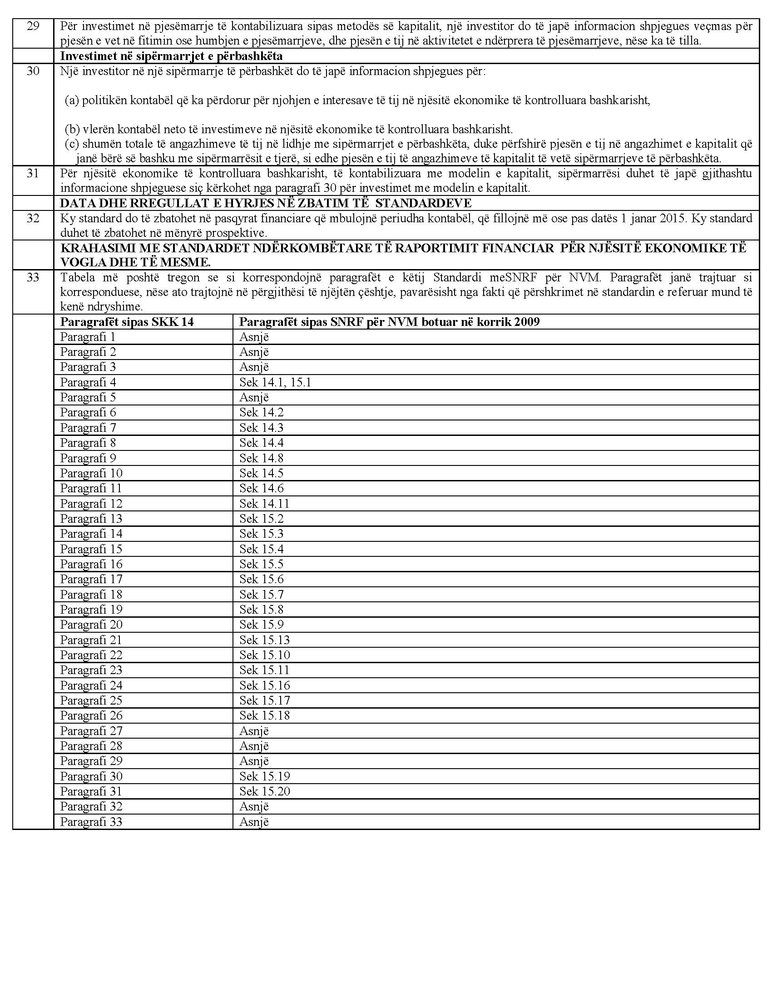 29 Për investimet në pjesëmarrje të kontabilizuara sipas metodës së kapitalit, një investitor do të japë informacion shpjegues veçmas për
pjesën e vet në fitimin ose humbjen e pjesëmarrjeve, dhe pjesën e tij në aktivitetet e ndërprera të pjesëmarrjeve, nëse ka të tilla.
Investimet në sipërmarrjet e përbashkëta
30 Një investitor në një sipërmarrje të përbashkët do të japë informacion shpjegues për:
(a) politikën kontabël që ka përdorur për njohjen e interesave të tij në njësitë ekonomike të kontrolluara bashkarisht,
(b) vlerën kontabël neto të investimeve në njësitë ekonomike të kontrolluara bashkarisht.
(c) shumën totale të angazhimeve të tij në lidhje me sipërmarrjet e përbashkëta, duke përfshirë pjesën e tij në angazhimet e kapitalit që
janë bërë së bashku me sipërmarrësit e tjerë, si edhe pjesën e tij të angazhimeve të kapitalit të vetë sipërmarrjeve të përbashkëta.
31 Për njësitë ekonomike të kontrolluara bashkarisht, të kontabilizuara me modelin e kapitalit, sipërmarrësi duhet të japë gjithashtu
informacione shpjeguese siç kërkohet nga paragrafi 30 për investimet me modelin e kapitalit.
DATA DHE RREGULLAT E HYRJES NË ZBATIM TË STANDARDEVE
32 Ky standard do të zbatohet në pasqyrat financiare që mbulojnë periudha kontabël, që fillojnë më ose pas datës 1 janar 2015. Ky standard
duhet të zbatohet në mënyrë prospektive.
KRAHASIMI ME STANDARDET NDËRKOMBËTARE TË RAPORTIMIT FINANCIAR PËR NJËSITË EKONOMIKE TË
VOGLA DHE TË MESME.
33 Tabela më poshtë tregon se si korrespondojnë paragrafët e këtij Standardi meSNRF për NVM. Paragrafët janë trajtuar si
korresponduese, nëse ato trajtojnë në përgjithësi të njëjtën çështje, pavarësisht nga fakti që përshkrimet në standardin e referuar mund të
kenë ndryshime.
Paragrafët sipas SKK 14 Paragrafët sipas SNRF për NVM botuar në korrik 2009
Paragrafi 1 Asnjë
Paragrafi 2 Asnjë
Paragrafi 3 Asnjë
Paragrafi 4 Sek 14.1, 15.1
Paragrafi 5 Asnjë
Paragrafi 6 Sek 14.2
Paragrafi 7 Sek 14.3
Paragrafi 8 Sek 14.4
Paragrafi 9 Sek 14.8
Paragrafi 10 Sek 14.5
Paragrafi 11 Sek 14.6
Paragrafi 12 Sek 14.11
Paragrafi 13 Sek 15.2
Paragrafi 14 Sek 15.3
Paragrafi 15 Sek 15.4
Paragrafi 16 Sek 15.5
Paragrafi 17 Sek 15.6
Paragrafi 18 Sek 15.7
Paragrafi 19 Sek 15.8
Paragrafi 20 Sek 15.9
Paragrafi 21 Sek 15.13
Paragrafi 22 Sek 15.10
Paragrafi 23 Sek 15.11
Paragrafi 24 Sek 15.16
Paragrafi 25 Sek 15.17
Paragrafi 26 Sek 15.18
Paragrafi 27 Asnjë
Paragrafi 28 Asnjë
Paragrafi 29 Asnjë
Paragrafi 30 Sek 15.19
Paragrafi 31 Sek 15.20
Paragrafi 32 Asnjë
Paragrafi 33 Asnjë